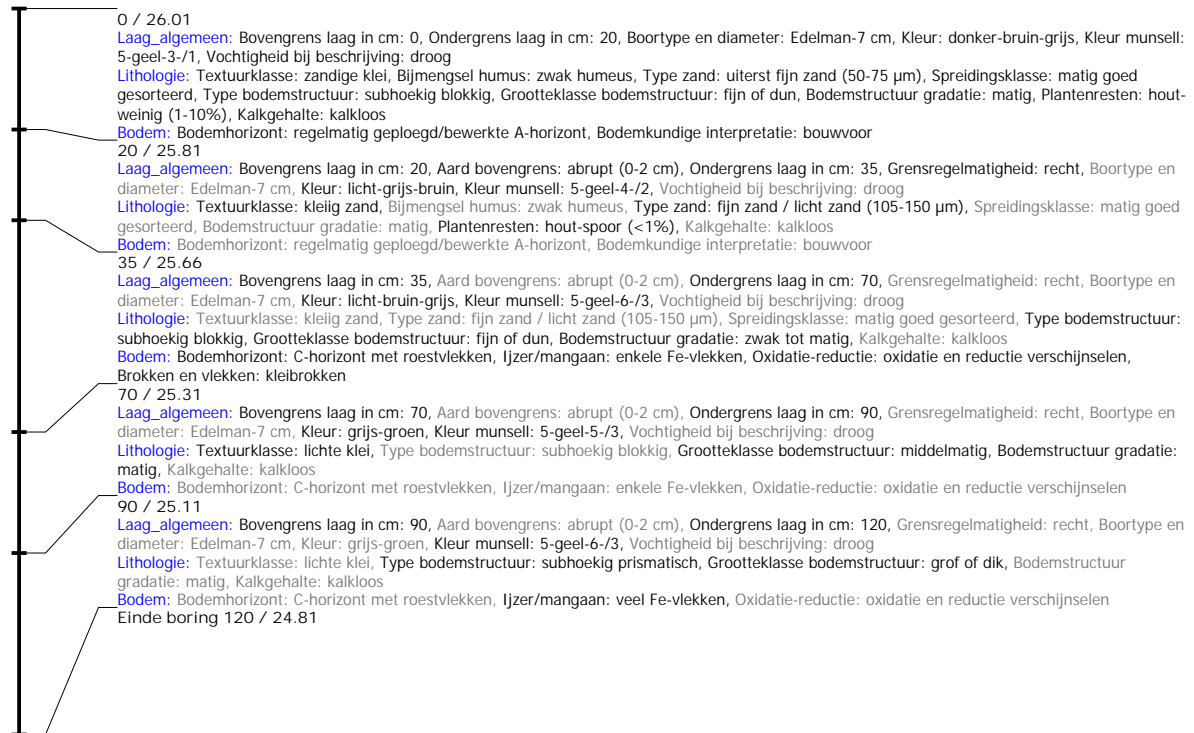 0 / 26.01
Laag_algemeen: Bovengrens laag in cm: 0, Ondergrens laag in cm: 20, Boortype en diameter: Edelman-7 cm, Kleur: donker-bruin-grijs, Kleur munsell:
5-geel-3-/1, Vochtigheid bij beschrijving: droog
Lithologie: Textuurklasse: zandige klei, Bijmengsel humus: zwak humeus, Type zand: uiterst fijn zand (50-75 µm), Spreidingsklasse: matig goed
gesorteerd, Type bodemstructuur: subhoekig blokkig, Grootteklasse bodemstructuur: fijn of dun, Bodemstructuur gradatie: matig, Plantenresten: hout-
weinig (1-10%), Kalkgehalte: kalkloos
Bodem: Bodemhorizont: regelmatig geploegd/bewerkte A-horizont, Bodemkundige interpretatie: bouwvoor
20 / 25.81
Laag_algemeen: Bovengrens laag in cm: 20, Aard bovengrens: abrupt (0-2 cm), Ondergrens laag in cm: 35, Grensregelmatigheid: recht, Boortype en
diameter: Edelman-7 cm, Kleur: licht-grijs-bruin, Kleur munsell: 5-geel-4-/2, Vochtigheid bij beschrijving: droog
Lithologie: Textuurklasse: kleiig zand, Bijmengsel humus: zwak humeus, Type zand: fijn zand / licht zand (105-150 µm), Spreidingsklasse: matig goed
gesorteerd, Bodemstructuur gradatie: matig, Plantenresten: hout-spoor (<1%), Kalkgehalte: kalkloos
Bodem: Bodemhorizont: regelmatig geploegd/bewerkte A-horizont, Bodemkundige interpretatie: bouwvoor
35 / 25.66
Laag_algemeen: Bovengrens laag in cm: 35, Aard bovengrens: abrupt (0-2 cm), Ondergrens laag in cm: 70, Grensregelmatigheid: recht, Boortype en
diameter: Edelman-7 cm, Kleur: licht-bruin-grijs, Kleur munsell: 5-geel-6-/3, Vochtigheid bij beschrijving: droog
Lithologie: Textuurklasse: kleiig zand, Type zand: fijn zand / licht zand (105-150 µm), Spreidingsklasse: matig goed gesorteerd, Type bodemstructuur:
subhoekig blokkig, Grootteklasse bodemstructuur: fijn of dun, Bodemstructuur gradatie: zwak tot matig, Kalkgehalte: kalkloos
Bodem: Bodemhorizont: C-horizont met roestvlekken, Ijzer/mangaan: enkele Fe-vlekken, Oxidatie-reductie: oxidatie en reductie verschijnselen,
Brokken en vlekken: kleibrokken
70 / 25.31
Laag_algemeen: Bovengrens laag in cm: 70, Aard bovengrens: abrupt (0-2 cm), Ondergrens laag in cm: 90, Grensregelmatigheid: recht, Boortype en
diameter: Edelman-7 cm, Kleur: grijs-groen, Kleur munsell: 5-geel-5-/3, Vochtigheid bij beschrijving: droog
Lithologie: Textuurklasse: lichte klei, Type bodemstructuur: subhoekig blokkig, Grootteklasse bodemstructuur: middelmatig, Bodemstructuur gradatie:
matig, Kalkgehalte: kalkloos
Bodem: Bodemhorizont: C-horizont met roestvlekken, Ijzer/mangaan: enkele Fe-vlekken, Oxidatie-reductie: oxidatie en reductie verschijnselen
90 / 25.11
Laag_algemeen: Bovengrens laag in cm: 90, Aard bovengrens: abrupt (0-2 cm), Ondergrens laag in cm: 120, Grensregelmatigheid: recht, Boortype en
diameter: Edelman-7 cm, Kleur: grijs-groen, Kleur munsell: 5-geel-6-/3, Vochtigheid bij beschrijving: droog
Lithologie: Textuurklasse: lichte klei, Type bodemstructuur: subhoekig prismatisch, Grootteklasse bodemstructuur: grof of dik, Bodemstructuur
gradatie: matig, Kalkgehalte: kalkloos
Bodem: Bodemhorizont: C-horizont met roestvlekken, Ijzer/mangaan: veel Fe-vlekken, Oxidatie-reductie: oxidatie en reductie verschijnselen
Einde boring 120 / 24.81